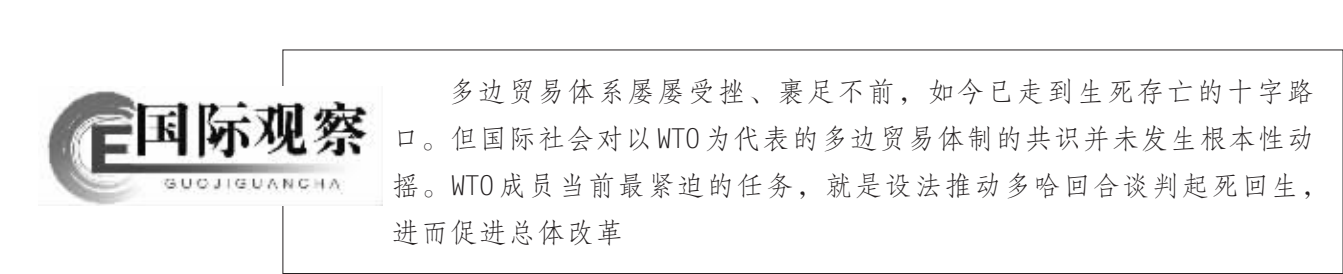 国际观察
GUOJIGUANCHA
多边贸易体系屡屡受挫、裹足不前，如今已走到生死存亡的十字路
口。但国际社会对以WTO为代表的多边贸易体制的共识并未发生根本性动
摇。WTO成员当前最紧迫的任务，就是设法推动多哈回合谈判起死回生，
进而促进总体改革